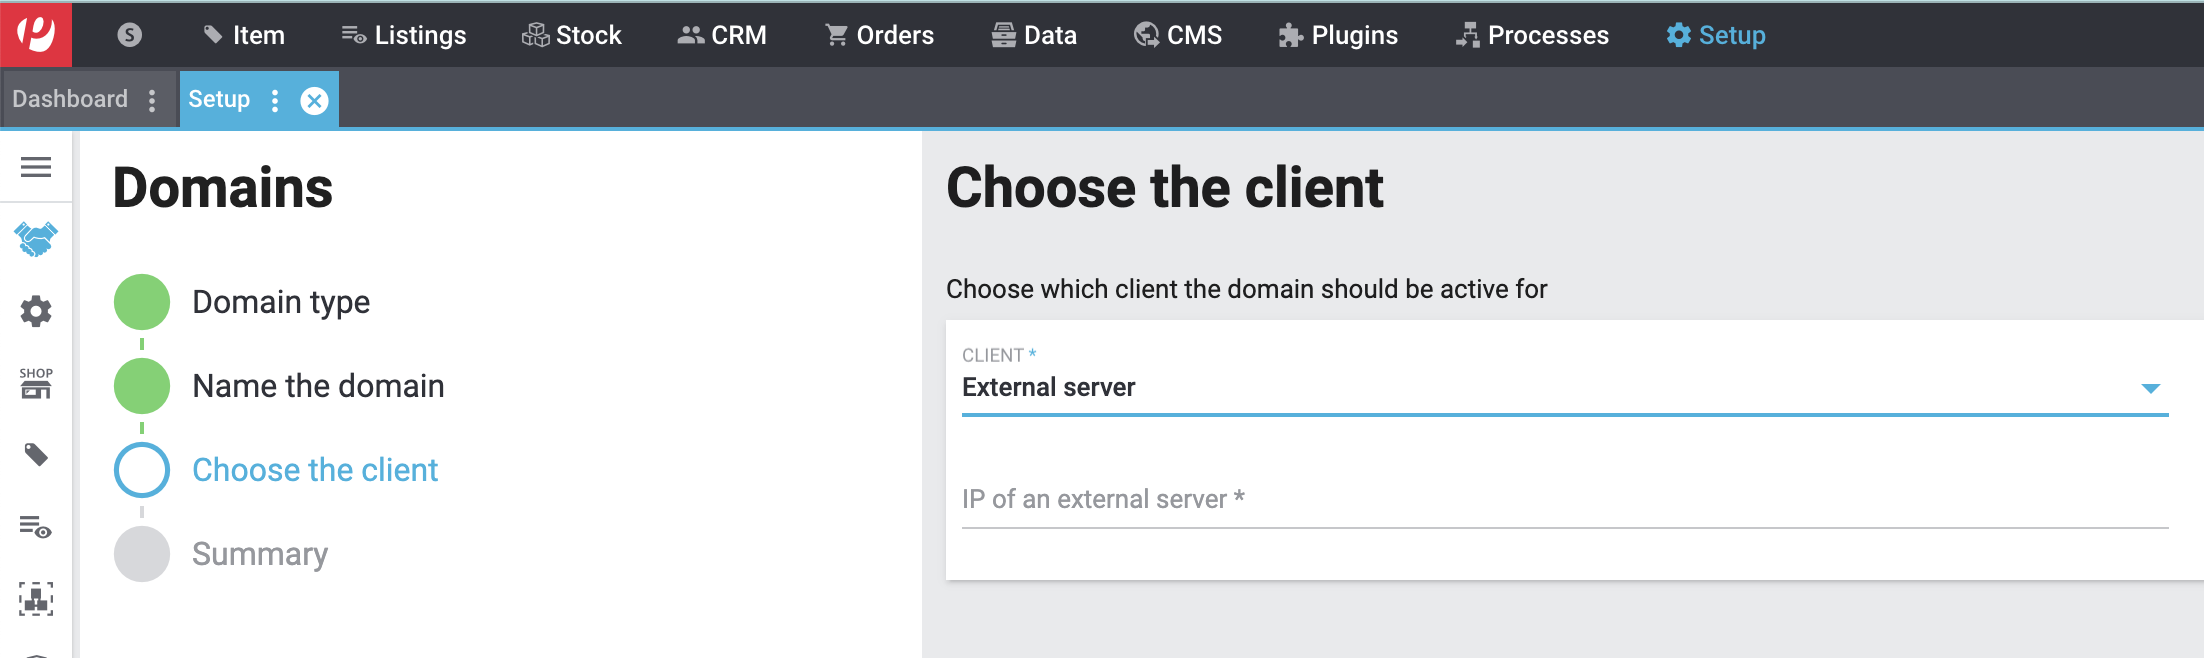 S Item Listings Stock CRM Orders Data CMS Plugins Processes Setup
Dashboard Setup
Domains
Domain type
Name the domain
Choose the client
Summary
SHOP
Choose the client
Choose which client the domain should be active for
CLIENT *
External server
IP of an external server *